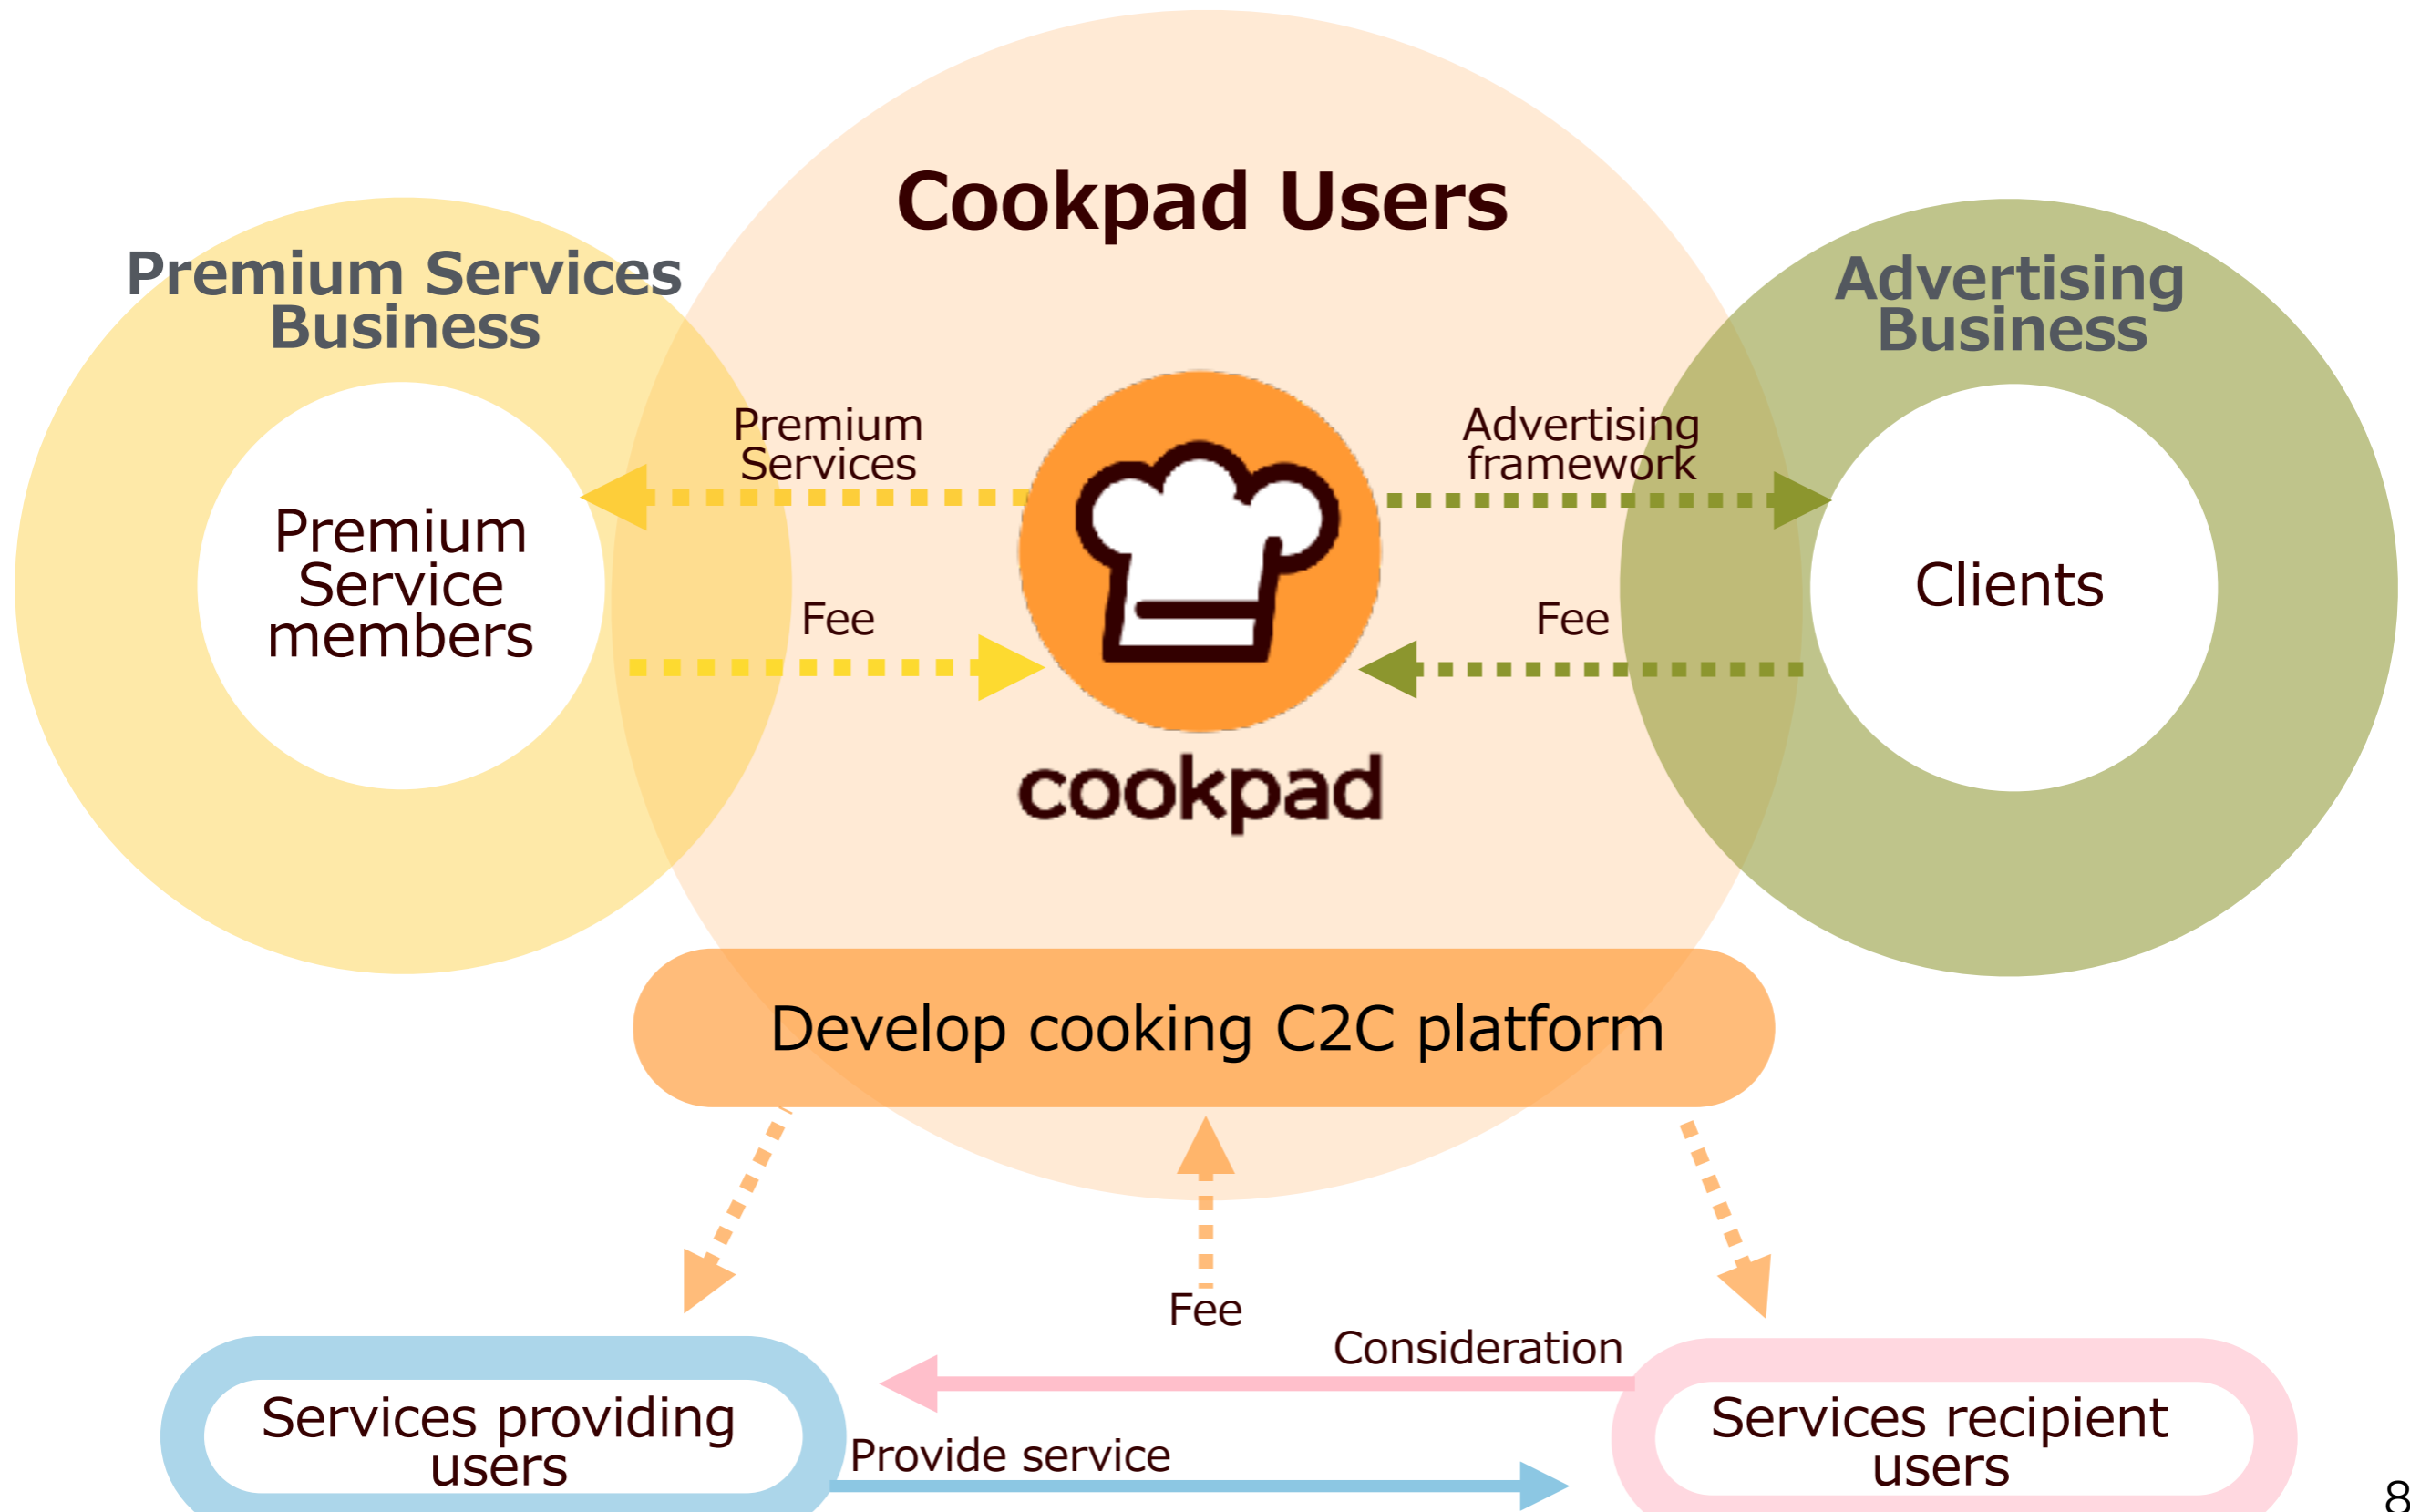 Cookpad Users
Premium Services
Business
Advertising
Business
Premium
Services
Advertising
framework
Premium
Service
members
Clients
Fee
Fee
cookpad
Develop cooking C2C platform
Fee
Consideration
Services providing
users
Services recipient
users
Provide service
8